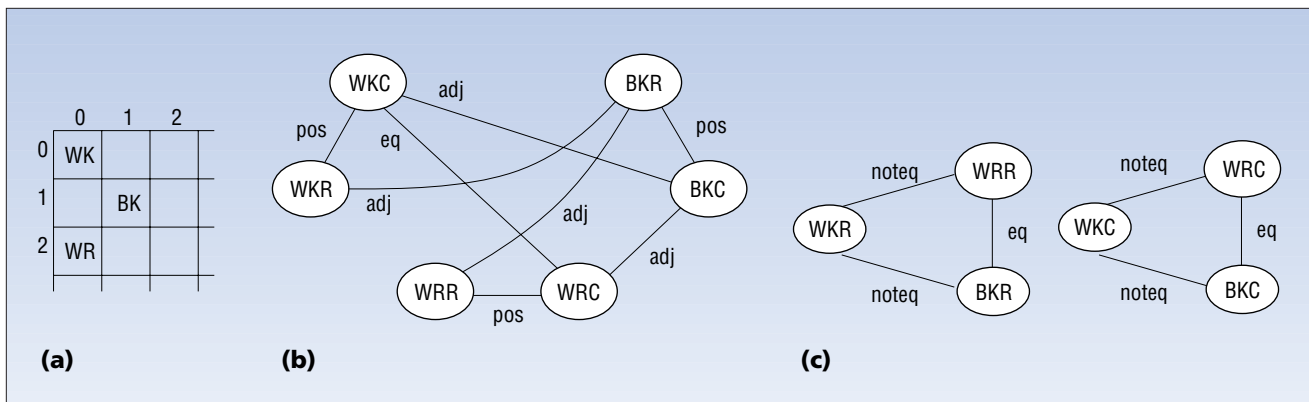 0 1 2
0 WK
1 BK
2 WR
(a)
WKC adj BKR
pos eq pos
WKR adj BKC
adj adj
WRR pos WRC
(b)
noteq WRR noteq WRC
WKR eq WKC eq
noteq BKR noteq BKC
(c)